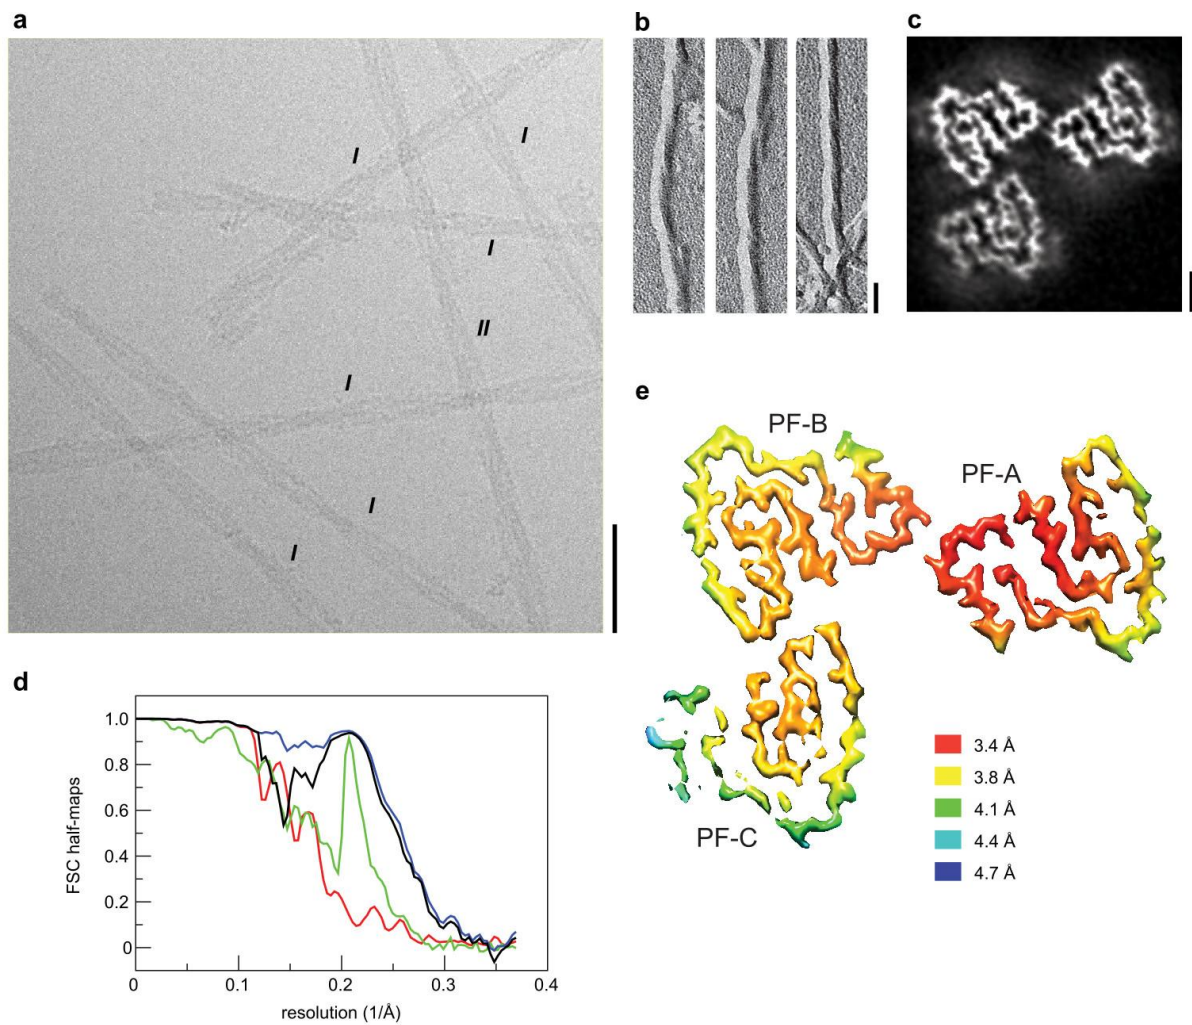 a
I
I
I
II
I
I
I
b
c
d
1.0
0.8
0.6
0.4
0.2
0
FSC half-maps
0
0.1
0.2
0.3
0.4
resolution (1/Å)
e
PF-B
PF-A
PF-C
3.4 Å
3.8 Å
4.1 Å
4.4 Å
4.7 Å